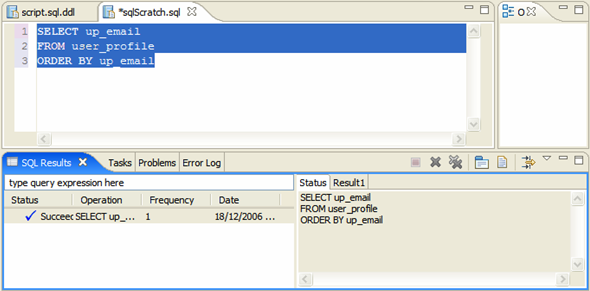 script.sql.ddl
*sqlScratch.sql
O
1 SELECT up_email
2 FROM user_profile
3 ORDER BY up_email
SQL Results
Tasks
Problems
Error Log
type query expression here
Status Operation Frequency Date
Succeed SELECT up_... 1 18/12/2006 ...
Status
Result1
SELECT up_email
FROM user_profile
ORDER BY up_email